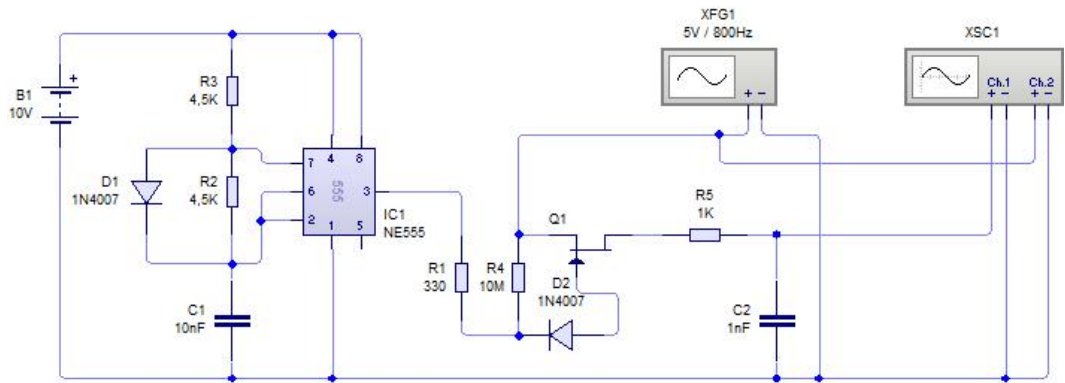 XFG1
5V / 800Hz
XSC1
Ch.1
Ch.2
+ −
+ −
+ −
+
B1
10V
R3
4,5K
D1
1N4007
R2
4,5K
7
4
8
6
3
2
1
5
555
IC1
NE555
R1
330
R4
10M
Q1
D2
1N4007
R5
1K
C1
10nF
C2
1nF